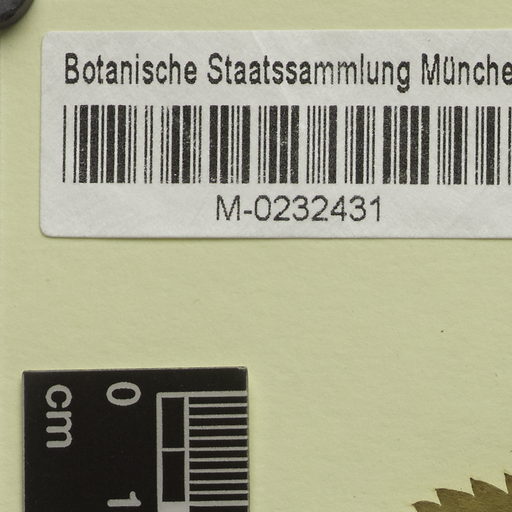 Botanische Staatssammlung Münche
M-0232431
cm
0
1